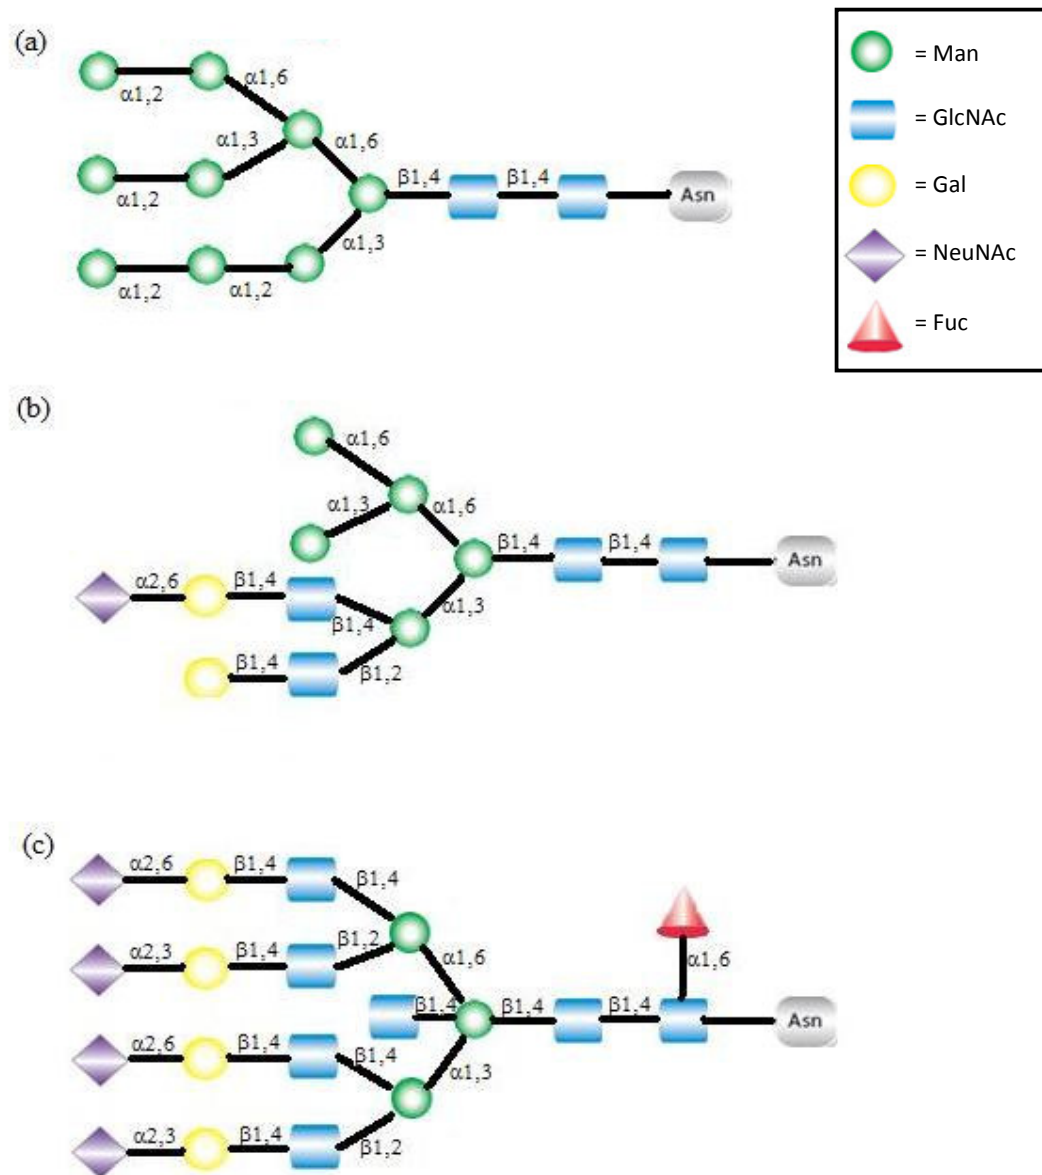 (a)
α1,2 α1,6
α1,2 α1,3 α1,6
β1,4 β1,4 Asn
α1,2 α1,2 α1,3
= Man
= GlcNAc
= Gal
= NeuNAc
= Fuc
(b)
α1,6
α1,3 α1,6
β1,4 β1,4 Asn
α2,6 β1,4 β1,4 α1,3
β1,4 β1,2
(c)
α2,6 β1,4 β1,4
α2,3 β1,4 β1,2 α1,6 α1,6
β1,4 β1,4 β1,4 Asn
α2,6 β1,4 β1,4 α1,3
α2,3 β1,4 β1,2